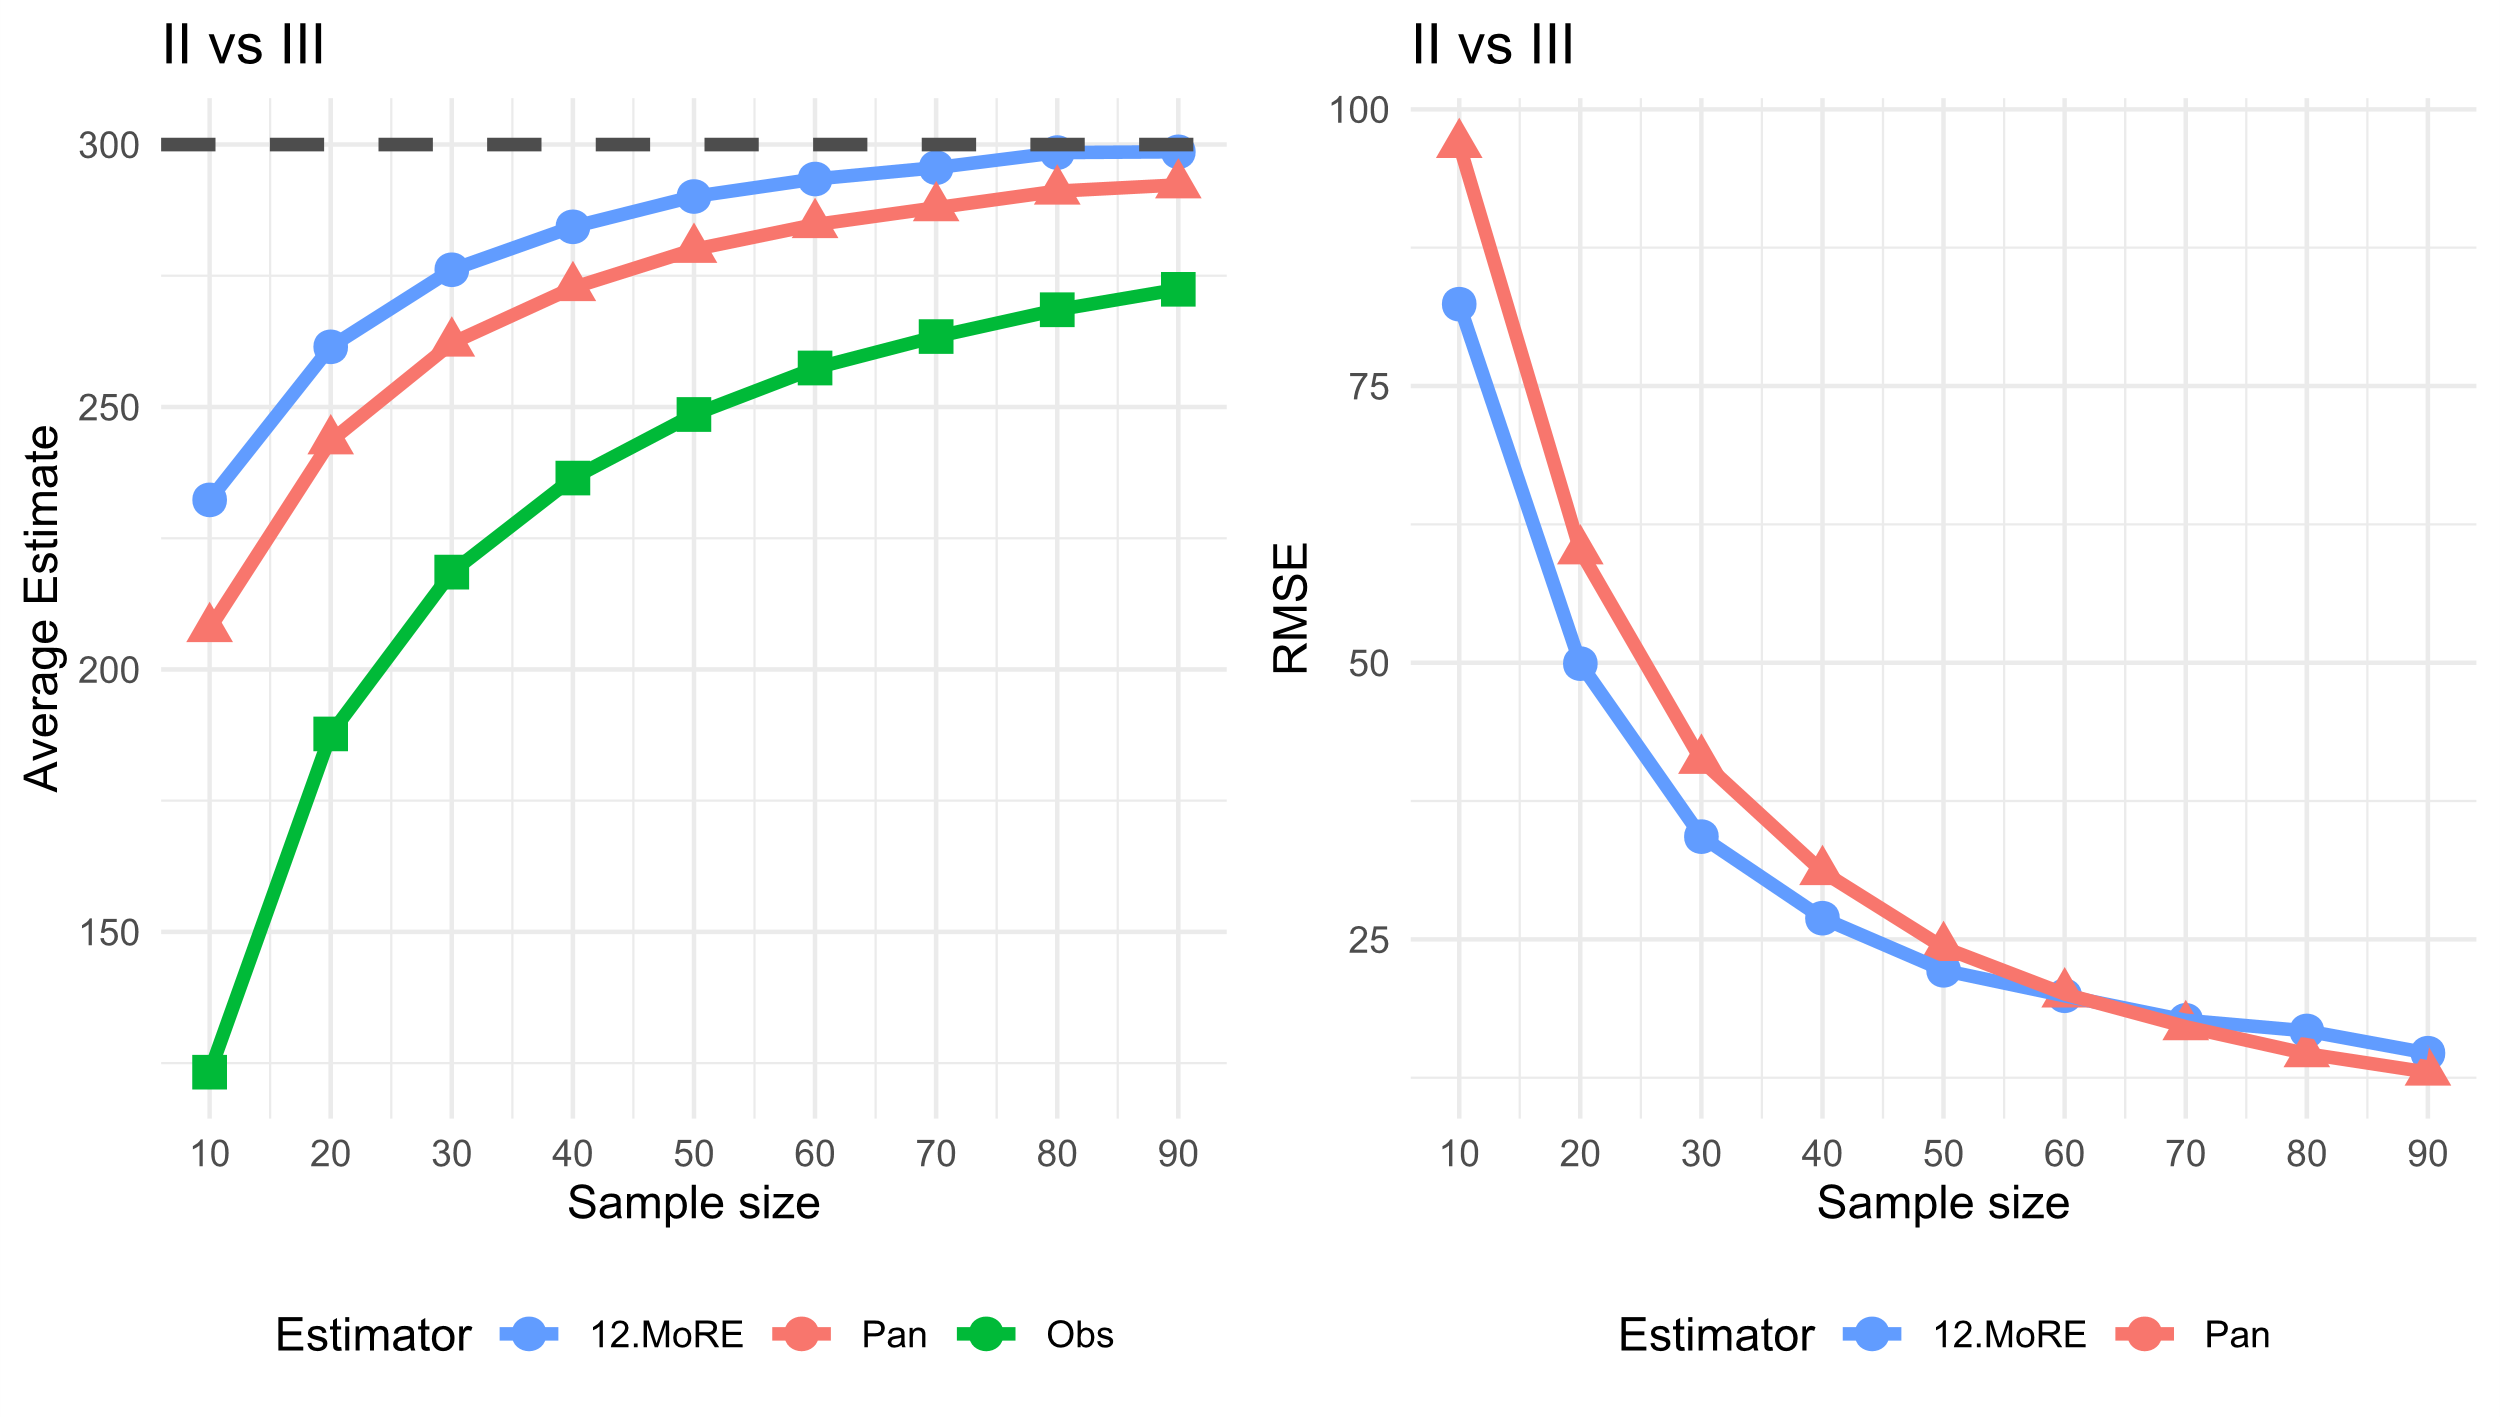 II vs III
300
250
200
150
Average Estimate
10 20 30 40 50 60 70 80 90
Sample size
Estimator 12.MoRE Pan Obs
II vs III
100
75
50
25
RMSE
10 20 30 40 50 60 70 80 90
Sample size
Estimator 12.MoRE Pan